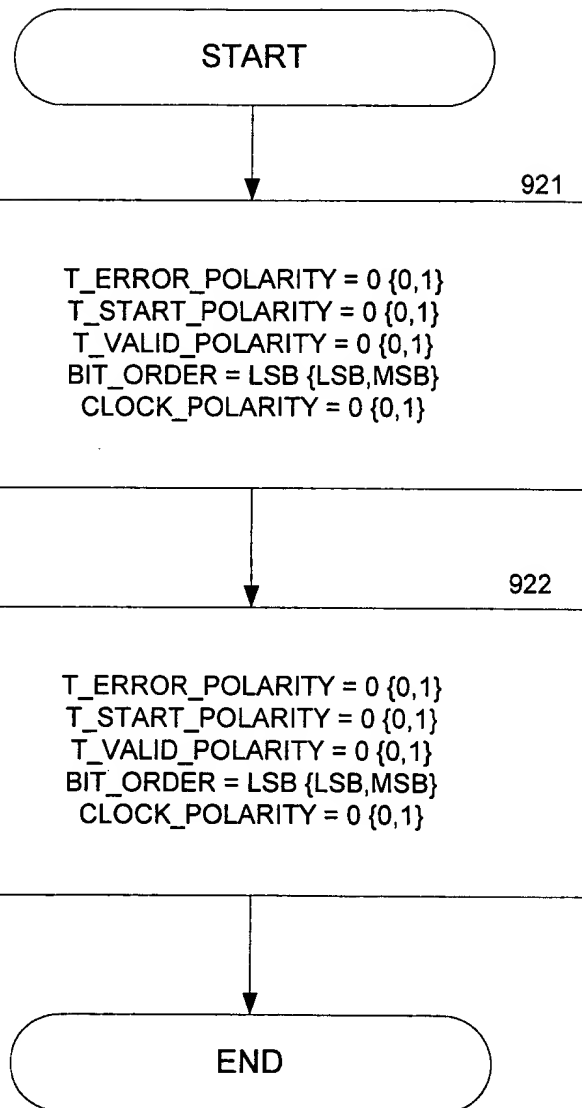 START
921
T_ERROR_POLARITY = 0 {0,1}
T_START_POLARITY = 0 {0,1}
T_VALID_POLARITY = 0 {0,1}
BIT_ORDER = LSB {LSB,MSB}
CLOCK_POLARITY = 0 {0,1}
922
T_ERROR_POLARITY = 0 {0,1}
T_START_POLARITY = 0 {0,1}
T_VALID_POLARITY = 0 {0,1}
BIT_ORDER = LSB {LSB,MSB}
CLOCK_POLARITY = 0 {0,1}
END